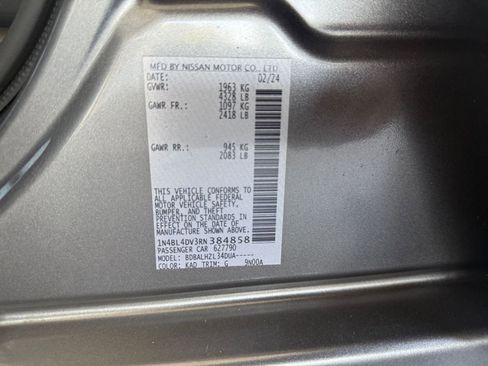 MFD BY NISSAN MOTOR CO., LTD.
DATE: 02/24
GVWR: 1963 KG
4328 LB
GAWR FR.: 1097 KG
2418 LB
GAWR RR.: 945 KG
2083 LB
THIS VEHICLE CONFORMS TO
ALL APPLICABLE FEDERAL
MOTOR VEHICLE SAFETY,
BUMPER, AND THEFT
PREVENTION STANDARDS IN
EFFECT ON THE DATE OF
MANUFACTURE SHOWN ABOVE.
1N4BL4DV3RN384858
PASSENGER CAR 627790
MODEL: BDBALHZL34DUA-----
COLOR: KAD TRIM: G 9N00A